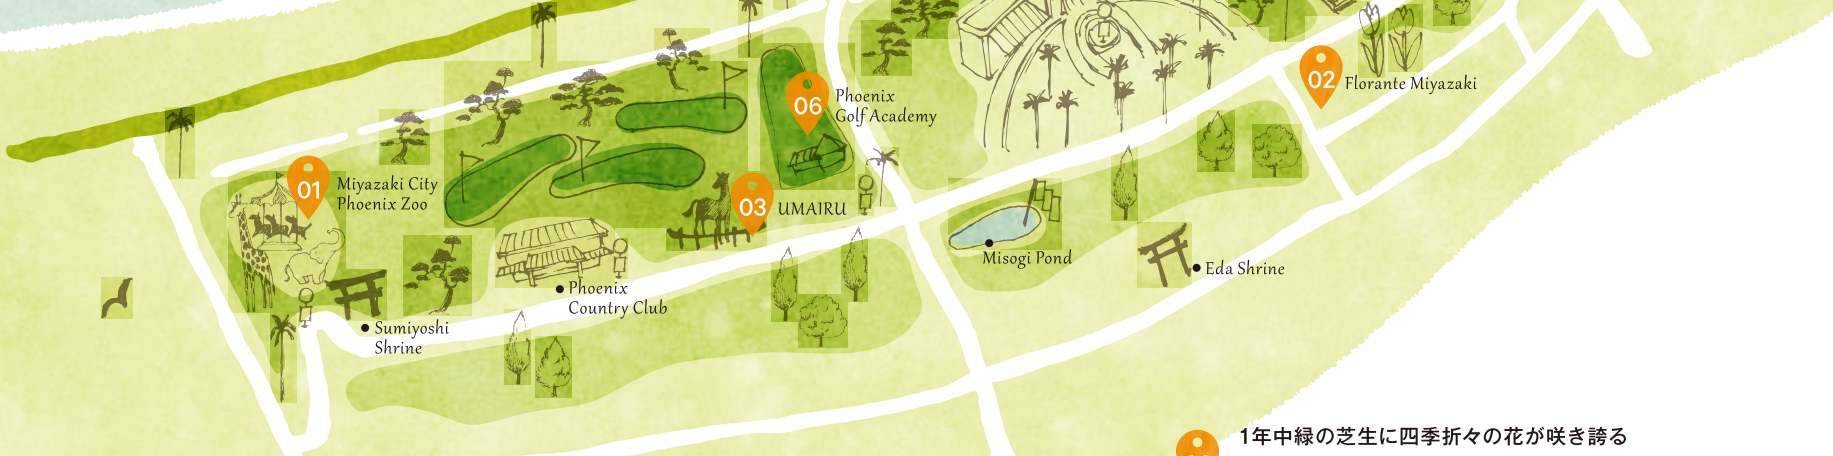 02
Florante Miyazaki
06
Phoenix
Golf Academy
01
Miyazaki City
Phoenix Zoo
03
UMAIRU
Misogi Pond
Eda Shrine
Phoenix
Country Club
Sumiyoshi
Shrine
1年中緑の芝生に四季折々の花が咲き誇る